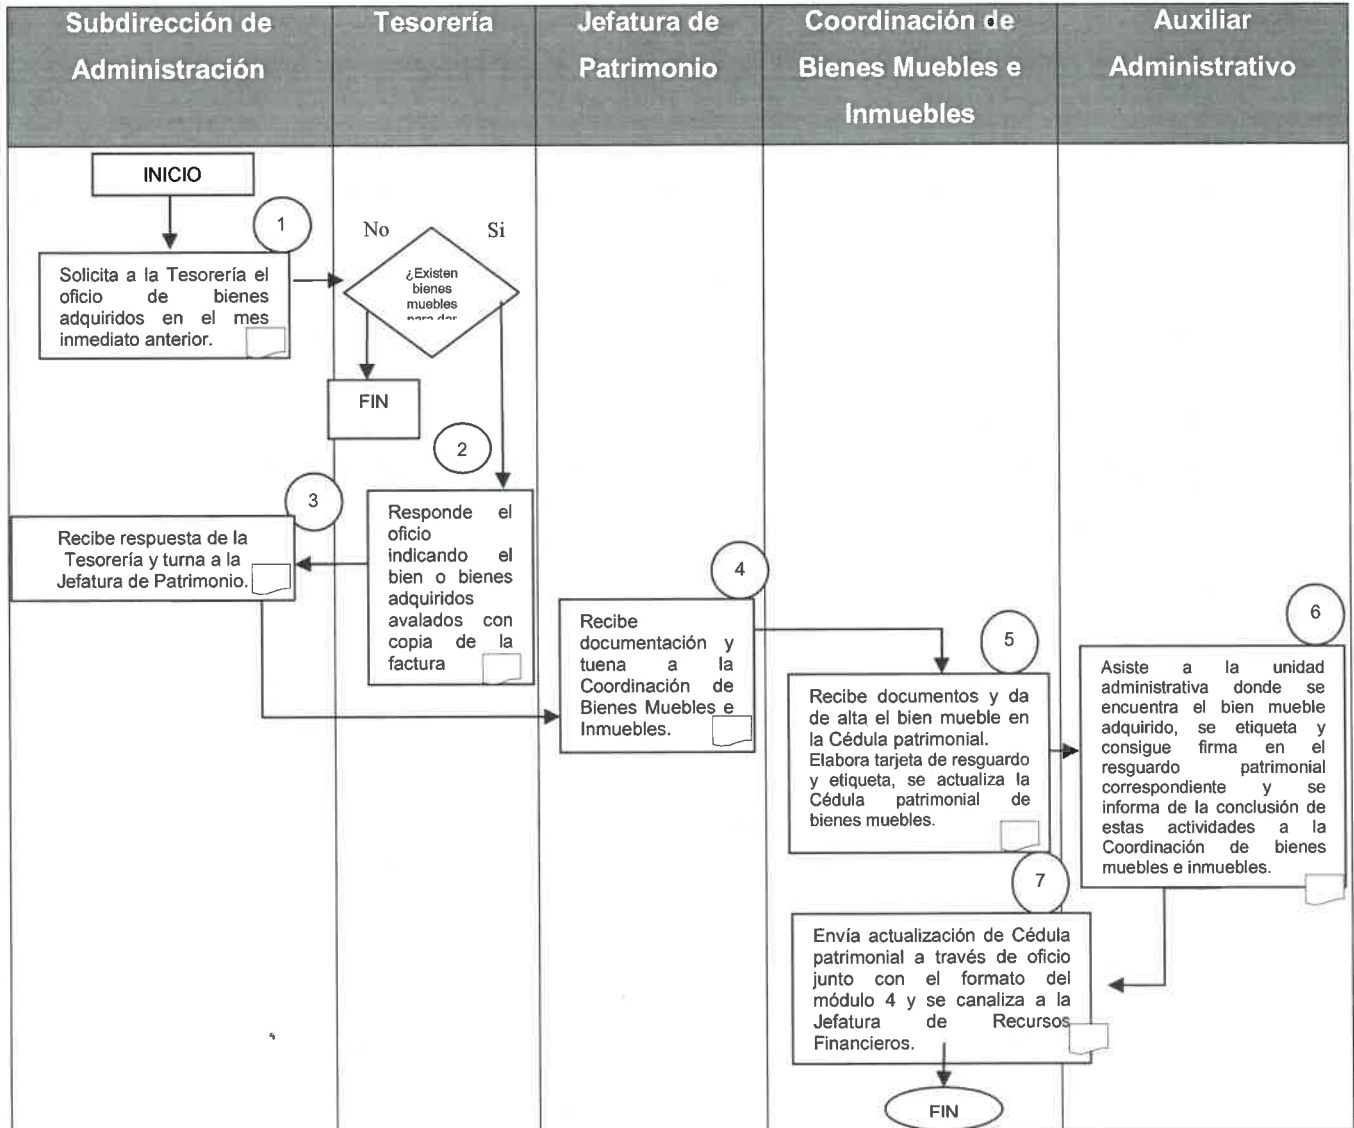 Subdirección de
Administración
Tesorería
Jefatura de
Patrimonio
Coordinación de
Bienes Muebles e
Inmuebles
Auxiliar
Administrativo
INICIO
1
Solicita a la Tesorería el
oficio de bienes
adquiridos en el mes
inmediato anterior.
No
Si
¿Existen
bienes
muebles
para dar
FIN
2
Responde el
oficio
indicando el
bien o bienes
adquiridos
avalados con
copia de la
factura
3
Recibe respuesta de la
Tesorería y turna a la
Jefatura de Patrimonio.
4
Recibe
documentación y
tuena a la
Coordinación de
Bienes Muebles e
Inmuebles.
5
Recibe documentos y da
de alta el bien mueble en
la Cédula patrimonial.
Elabora tarjeta de resguardo
y etiqueta, se actualiza la
Cédula patrimonial de
bienes muebles.
6
Asiste a la unidad
administrativa donde se
encuentra el bien mueble
adquirido, se etiqueta y
consigue firma en el
resguardo patrimonial
correspondiente y se
informa de la conclusión de
estas actividades a la
Coordinación de bienes
muebles e inmuebles.
7
Envía actualización de Cédula
patrimonial a través de oficio
junto con el formato del
módulo 4 y se canaliza a la
Jefatura de Recursos
Financieros.
FIN